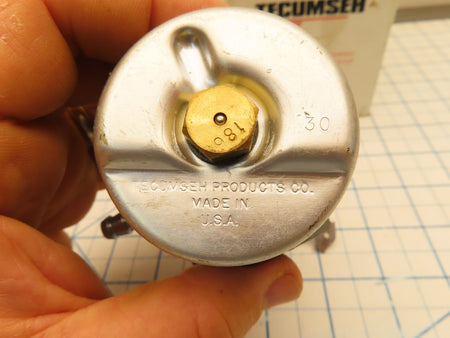 TECUMSEH
981
30
TECUMSEH PRODUCTS CO.
MADE IN
U.S.A.